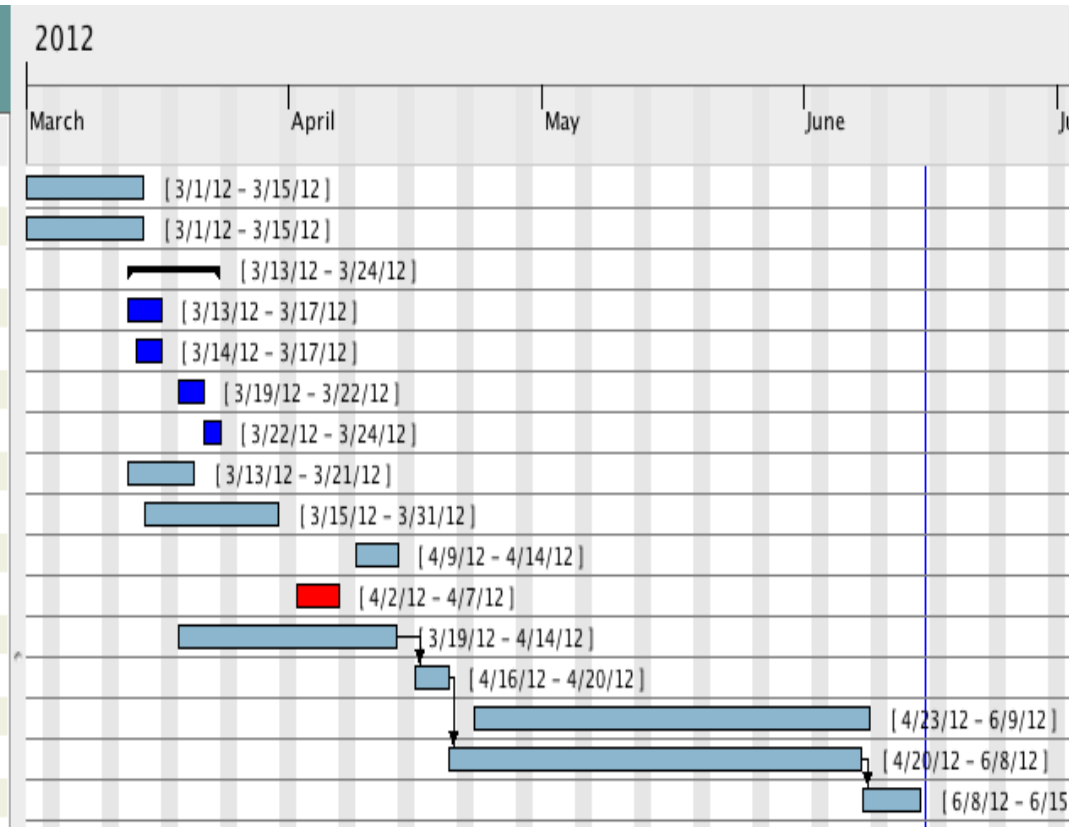 2012
March April May June
[ 3/1/12 – 3/15/12 ]
[ 3/1/12 – 3/15/12 ]
[ 3/13/12 – 3/24/12 ]
[ 3/13/12 – 3/17/12 ]
[ 3/14/12 – 3/17/12 ]
[ 3/19/12 – 3/22/12 ]
[ 3/22/12 – 3/24/12 ]
[ 3/13/12 – 3/21/12 ]
[ 3/15/12 – 3/31/12 ]
[ 4/9/12 – 4/14/12 ]
[ 4/2/12 – 4/7/12 ]
[ 3/19/12 – 4/14/12 ]
[ 4/16/12 – 4/20/12 ]
[ 4/23/12 – 6/9/12 ]
[ 4/20/12 – 6/8/12 ]
[ 6/8/12 – 6/15